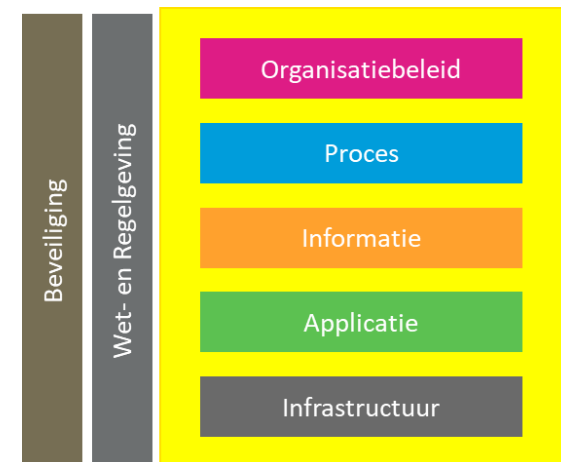 Beveiliging
Wet- en Regelgeving
Organisatiebeleid
Proces
Informatie
Applicatie
Infrastructuur